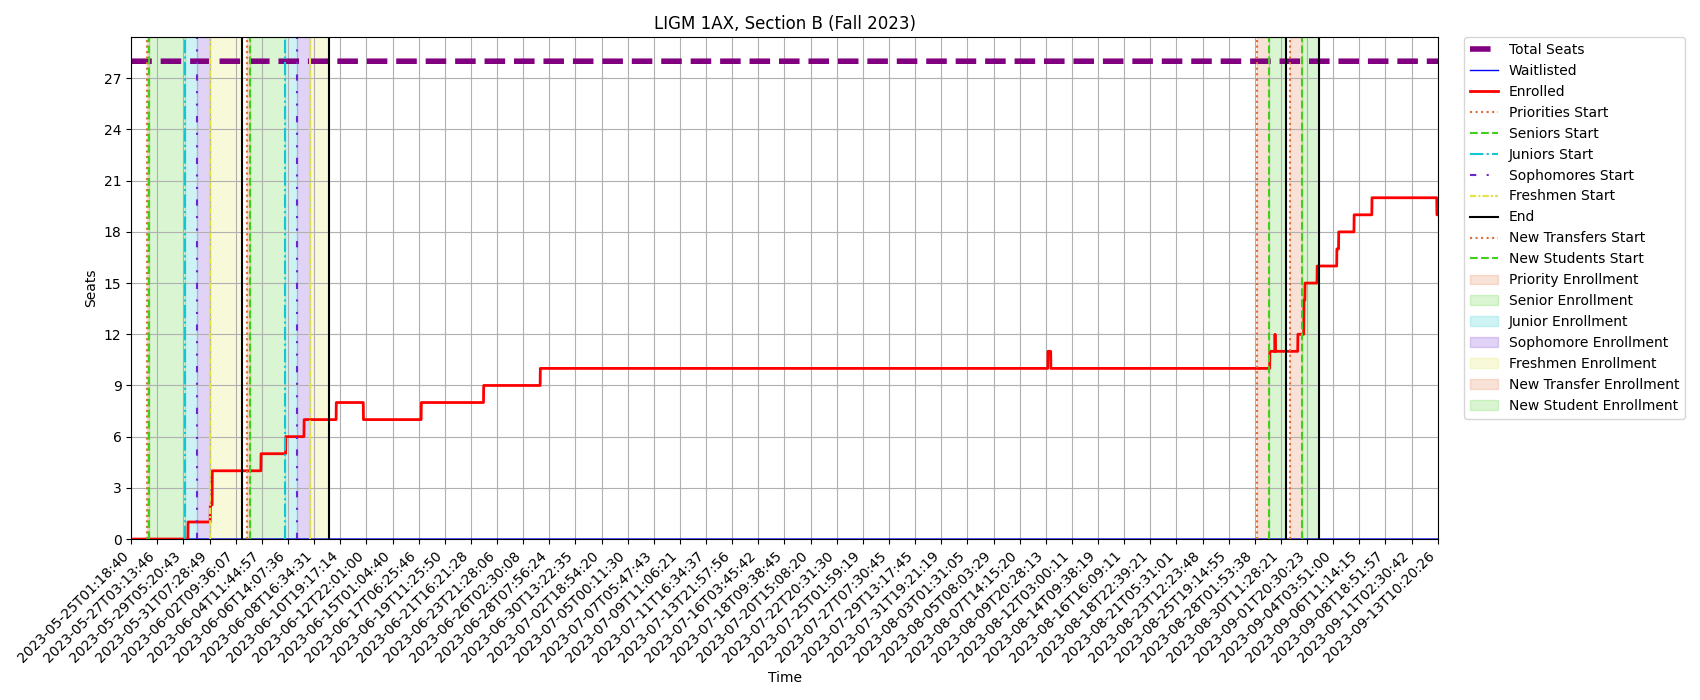 LIGM 1AX, Section B (Fall 2023)
Seats
27
24
21
18
15
12
9
6
3
0
2023-05-25T01:18:40
2023-05-27T03:13:46
2023-05-29T05:20:43
2023-05-31T07:28:49
2023-06-02T09:36:07
2023-06-04T11:44:57
2023-06-06T14:07:36
2023-06-08T16:34:31
2023-06-10T19:17:14
2023-06-12T22:01:00
2023-06-15T01:04:40
2023-06-17T06:25:46
2023-06-19T11:25:50
2023-06-21T16:21:28
2023-06-23T21:28:06
2023-06-26T02:30:08
2023-06-28T07:56:24
2023-06-30T13:22:35
2023-07-02T18:54:20
2023-07-05T00:11:30
2023-07-07T05:47:43
2023-07-09T11:06:21
2023-07-11T16:34:37
2023-07-13T21:57:56
2023-07-16T03:45:42
2023-07-18T09:38:45
2023-07-20T15:08:20
2023-07-22T20:31:30
2023-07-25T01:59:19
2023-07-27T07:30:45
2023-07-29T13:17:45
2023-07-31T19:21:19
2023-08-03T01:31:05
2023-08-05T08:03:29
2023-08-07T14:15:20
2023-08-09T20:28:13
2023-08-12T03:00:11
2023-08-14T09:38:19
2023-08-16T16:09:11
2023-08-18T22:39:21
2023-08-21T05:31:01
2023-08-23T12:23:48
2023-08-25T19:14:55
2023-08-28T01:53:38
2023-08-30T11:28:21
2023-09-01T20:30:23
2023-09-04T03:51:00
2023-09-06T11:14:15
2023-09-08T18:51:57
2023-09-11T02:30:42
2023-09-13T10:20:26
Time
Total Seats
Waitlisted
Enrolled
Priorities Start
Seniors Start
Juniors Start
Sophomores Start
Freshmen Start
End
New Transfers Start
New Students Start
Priority Enrollment
Senior Enrollment
Junior Enrollment
Sophomore Enrollment
Freshmen Enrollment
New Transfer Enrollment
New Student Enrollment